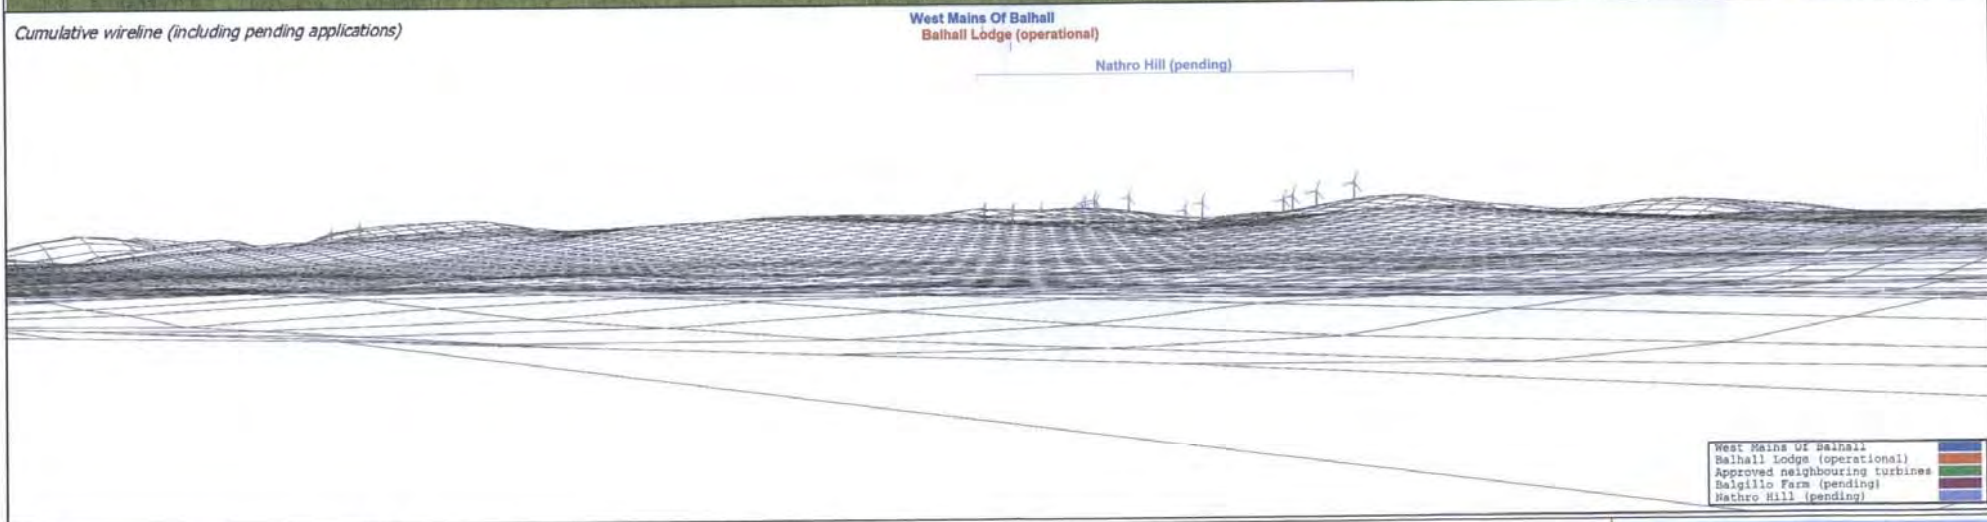 Cumulative wireline (including pending applications)
West Mains Of Balhall
Balhall Lodge (operational)
Nathro Hill (pending)
West Mains Of Balhall
Balhall Lodge (operational)
Approved neighbouring turbines
Balgillo Farm (pending)
Nathro Hill (pending)